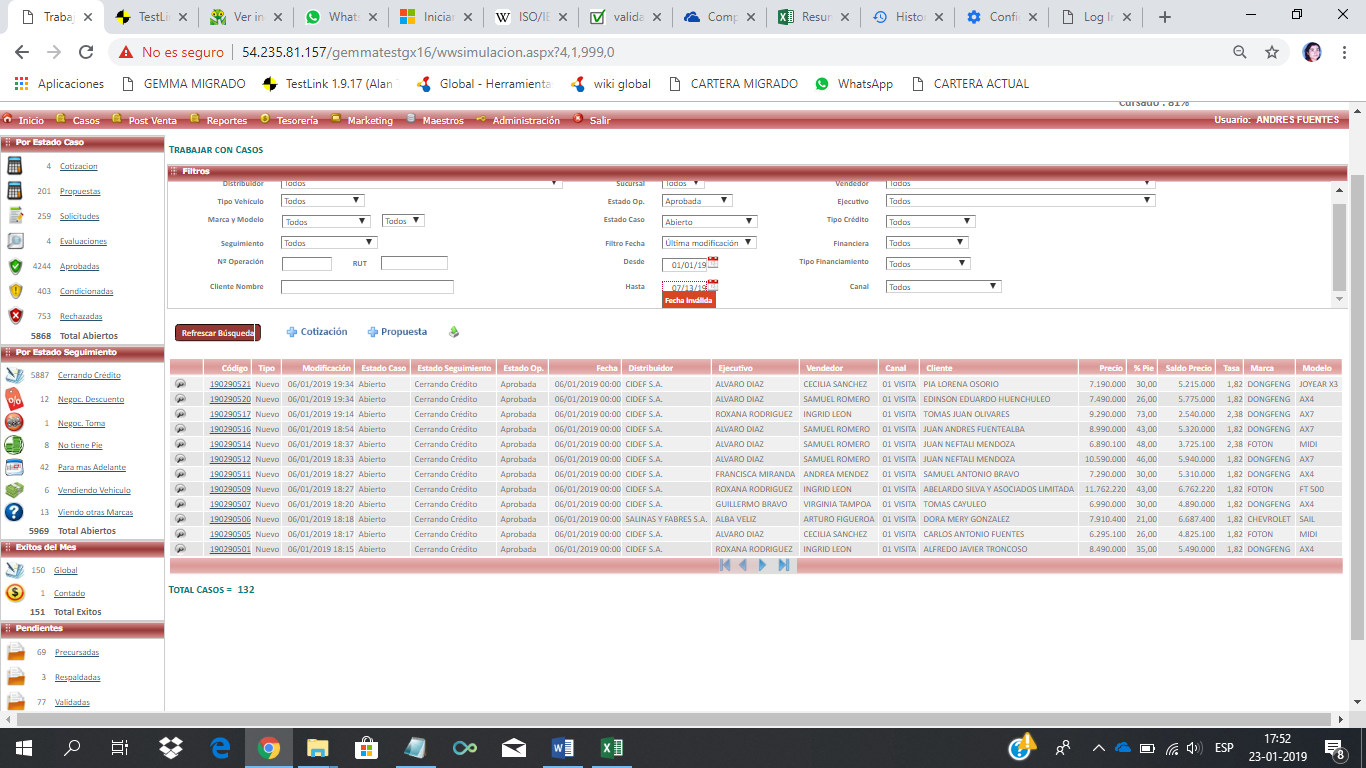 Trabaj
TestLin
Ver in
Whats
Iniciar
ISO/IE
valida
Comp
Resun
Histo
Config
Log In
No es seguro | 54.235.81.157/gemmatestgx16/wwsimulacion.aspx?4,1,999,0
Aplicaciones GEMMA MIGRADO TestLink 1.9.17 (Alan Global - Herramienta wiki global CARTERA MIGRADO WhatsApp CARTERA ACTUAL
Cursado : 81%
Inicio Casos Post Venta Reportes Tesorería Marketing Maestros Administración Salir Usuario: ANDRES FUENTES
Por Estado Caso
4 Cotizacion
201 Propuestas
259 Solicitudes
4 Evaluaciones
4244 Aprobadas
403 Condicionadas
753 Rechazadas
5868 Total Abiertos
Por Estado Seguimiento
5887 Cerrando Crédito
12 Negoc. Descuento
1 Negoc. Toma
8 No tiene Pie
42 Para mas Adelante
6 Vendiendo Vehículo
13 Viendo otras Marcas
5969 Total Abiertos
Exitos del Mes
150 Global
1 Contado
151 Total Exitos
Pendientes
69 Precursadas
3 Respaldadas
77 Validadas
TRABAJAR CON CASOS
Filtros
Distribuidor Todos Sucursal Todos Vendedor Todos
Tipo Vehículo Todos Estado Op. Aprobada Ejecutivo Todos
Marca y Modelo Todos Todos Estado Caso Abierto Tipo Crédito Todos
Seguimiento Todos Filtro Fecha Última modificación Financiera Todos
Nº Operación RUT Desde 01/01/19 Tipo Financiamiento Todos
Cliente Nombre Hasta 07/13/19 Canal Todos
Fecha Inválida
Refrescar Búsqueda Cotización Propuesta
Código Tipo Modificación Estado Caso Estado Seguimiento Estado Op. Fecha Distribuidor Ejecutivo Vendedor Canal Cliente Precio % Pie Saldo Precio Tasa Marca Modelo
190290521 Nuevo 06/01/2019 19:34 Abierto Cerrando Crédito Aprobada 06/01/2019 00:00 CIDEF S.A. ALVARO DIAZ CECILIA SANCHEZ 01 VISITA PIA LORENA OSORIO 7.190.000 30,00 5.215.000 1,82 DONGFENG JOYEAR X3
190290520 Nuevo 06/01/2019 19:34 Abierto Cerrando Crédito Aprobada 06/01/2019 00:00 CIDEF S.A. ALVARO DIAZ SAMUEL ROMERO 01 VISITA EDINSON EDUARDO HUENCHULEO 7.490.000 26,00 5.775.000 1,82 DONGFENG AX4
190290517 Nuevo 06/01/2019 19:14 Abierto Cerrando Crédito Aprobada 06/01/2019 00:00 CIDEF S.A. ROXANA RODRIGUEZ INGRID LEON 01 VISITA TOMAS JUAN OLIVARES 9.290.000 73,00 2.540.000 2,38 DONGFENG AX7
190290516 Nuevo 06/01/2019 18:54 Abierto Cerrando Crédito Aprobada 06/01/2019 00:00 CIDEF S.A. ALVARO DIAZ SAMUEL ROMERO 01 VISITA JUAN ANDRES FUENTEALBA 8.990.000 43,00 5.320.000 1,82 DONGFENG AX7
190290514 Nuevo 06/01/2019 18:37 Abierto Cerrando Crédito Aprobada 06/01/2019 00:00 CIDEF S.A. ALVARO DIAZ SAMUEL ROMERO 01 VISITA JUAN NEFTALI MENDOZA 6.890.100 48,00 3.725.100 2,38 FOTON MIDI
190290512 Nuevo 06/01/2019 18:33 Abierto Cerrando Crédito Aprobada 06/01/2019 00:00 CIDEF S.A. ALVARO DIAZ SAMUEL ROMERO 01 VISITA JUAN NEFTALI MENDOZA 10.590.000 46,00 5.940.000 1,82 DONGFENG AX7
190290511 Nuevo 06/01/2019 18:27 Abierto Cerrando Crédito Aprobada 06/01/2019 00:00 CIDEF S.A. FRANCISCA MIRANDA ANDREA MENDEZ 01 VISITA SAMUEL ANTONIO BRAVO 7.290.000 30,00 5.310.000 1,82 DONGFENG AX4
190290509 Nuevo 06/01/2019 18:27 Abierto Cerrando Crédito Aprobada 06/01/2019 00:00 CIDEF S.A. ROXANA RODRIGUEZ INGRID LEON 01 VISITA ABELARDO SILVA Y ASOCIADOS LIMITADA 11.762.220 43,00 6.762.220 1,82 FOTON FT 500
190290507 Nuevo 06/01/2019 18:20 Abierto Cerrando Crédito Aprobada 06/01/2019 00:00 CIDEF S.A. GUILLERMO BRAVO VIRGINIA TAMPOA 01 VISITA TOMAS CAYULEO 6.990.000 30,00 4.890.000 1,82 DONGFENG AX4
190290506 Nuevo 06/01/2019 18:18 Abierto Cerrando Crédito Aprobada 06/01/2019 00:00 SALINAS Y FABRES S.A. ALBA VELIZ ARTURO FIGUEROA 01 VISITA DORA MERY GONZALEZ 7.910.400 21,00 6.687.400 1,82 CHEVROLET SAIL
190290505 Nuevo 06/01/2019 18:17 Abierto Cerrando Crédito Aprobada 06/01/2019 00:00 CIDEF S.A. ALVARO DIAZ CECILIA SANCHEZ 01 VISITA CARLOS ANTONIO FUENTES 6.295.100 26,00 4.825.100 1,82 FOTON MIDI
190290501 Nuevo 06/01/2019 18:15 Abierto Cerrando Crédito Aprobada 06/01/2019 00:00 CIDEF S.A. ROXANA RODRIGUEZ INGRID LEON 01 VISITA ALFREDO JAVIER TRONCOSO 8.490.000 35,00 5.490.000 1,82 DONGFENG AX4
TOTAL CASOS = 132
ESP
17:52
23-01-2019
8